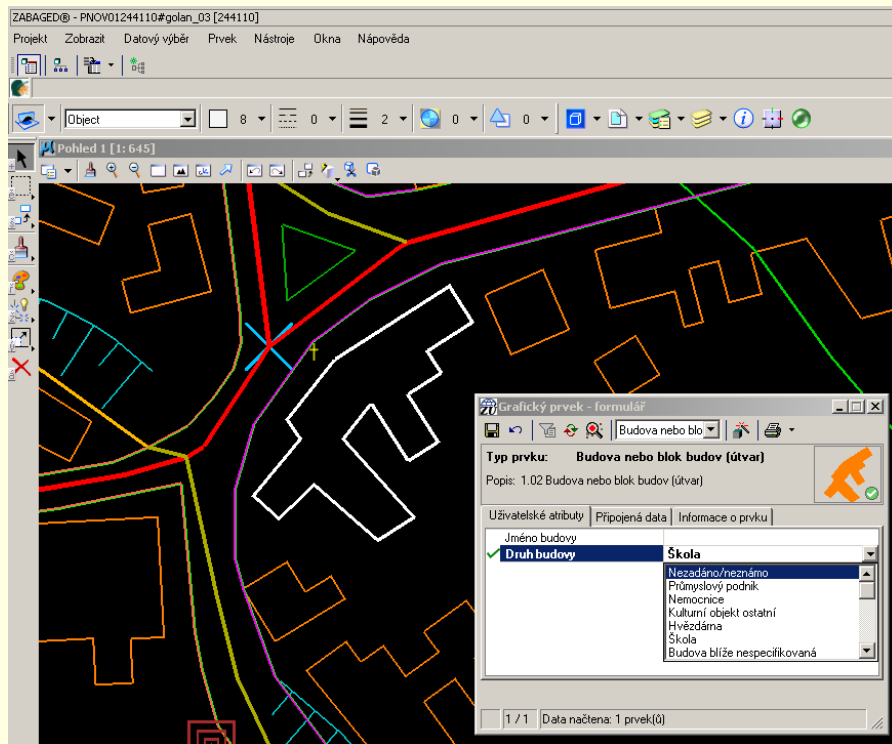 ZABAGED® - PNOV01244110#golan_03 [244110]
Projekt Zobrazit Datový výběr Prvek Nástroje Okna Nápověda
Object 8 0 2 0 0
Pohled 1 [1: 645]
Grafický prvek - formulář
Budova nebo blo
Typ prvku: Budova nebo blok budov (útvar)
Popis: 1.02 Budova nebo blok budov (útvar)
Uživatelské atributy Připojená data Informace o prvku
Jméno budovy
Druh budovy Škola
Nezadáno/neznámo
Průmyslový podnik
Nemocnice
Kulturní objekt ostatní
Hvězdárna
Škola
Budova blíže nespecifikovaná
1 / 1 Data načtena: 1 prvek(ů)